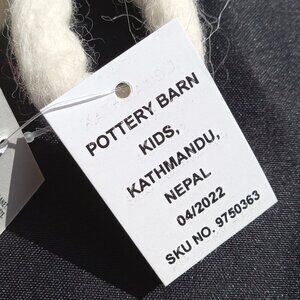 POTTERY BARN
KIDS,
KATHMANDU,
NEPAL
04/2022
SKU NO. 9750363